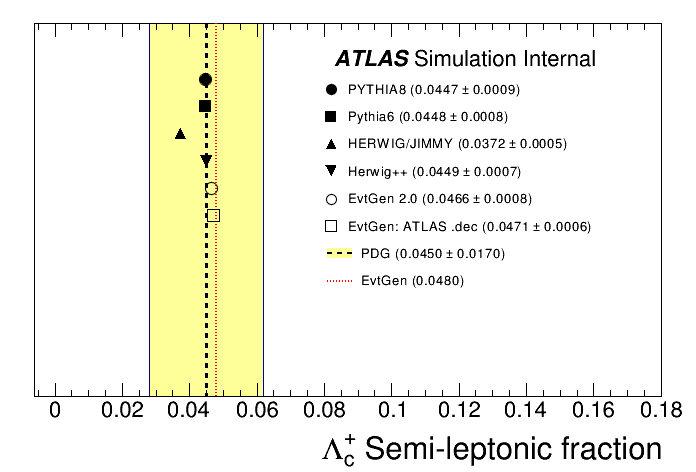 ATLAS Simulation Internal
PYTHIA8 (0.0447 ± 0.0009)
Pythia6 (0.0448 ± 0.0008)
HERWIG/JIMMY (0.0372 ± 0.0005)
Herwig++ (0.0449 ± 0.0007)
EvtGen 2.0 (0.0466 ± 0.0008)
EvtGen: ATLAS .dec (0.0471 ± 0.0006)
PDG (0.0450 ± 0.0170)
EvtGen (0.0480)
0 0.02 0.04 0.06 0.08 0.1 0.12 0.14 0.16 0.18
Λc+ Semi-leptonic fraction